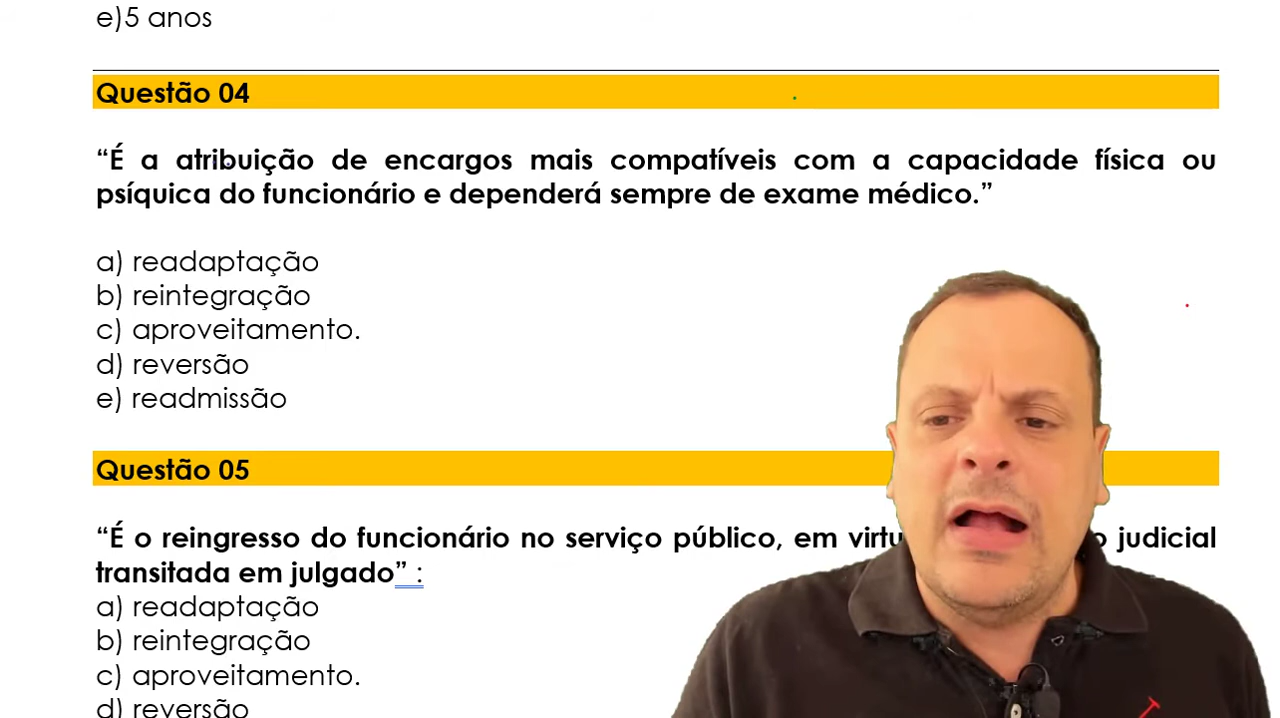 e)5 anos
Questão 04
“É a atribuição de encargos mais compatíveis com a capacidade física ou
psíquica do funcionário e dependerá sempre de exame médico.”
a) readaptação
b) reintegração
c) aproveitamento.
d) reversão
e) readmissão
Questão 05
“É o reingresso do funcionário no serviço público, em judicial
transitada em julgado” :
a) readaptação
b) reintegração
c) aproveitamento.
d) reversão